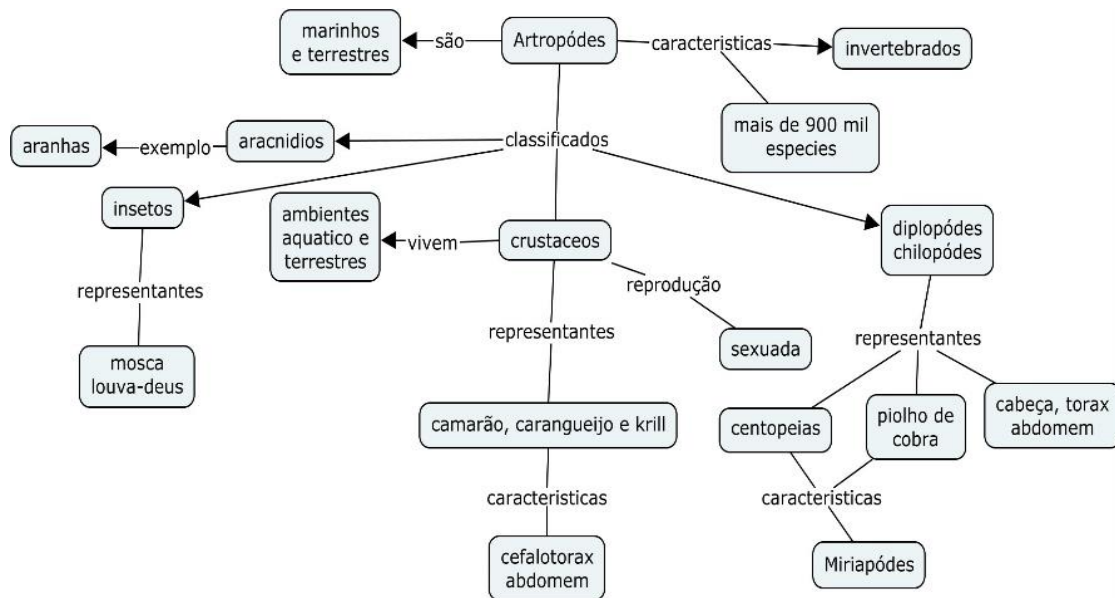 marinhos
e terrestres
são
Artropódes
caracteristicas
invertebrados
mais de 900 mil
especies
aranhas
exemplo
aracnidios
classificados
insetos
ambientes
aquatico e
terrestres
vivem
crustaceos
diplopódes
chilopódes
representantes
reprodução
representantes
representantes
mosca
louva-deus
sexuada
camarão, carangueijo e krill
centopeias
piolho de
cobra
cabeça, torax
abdomem
caracteristicas
caracteristicas
cefalotorax
abdomem
Miriapódes